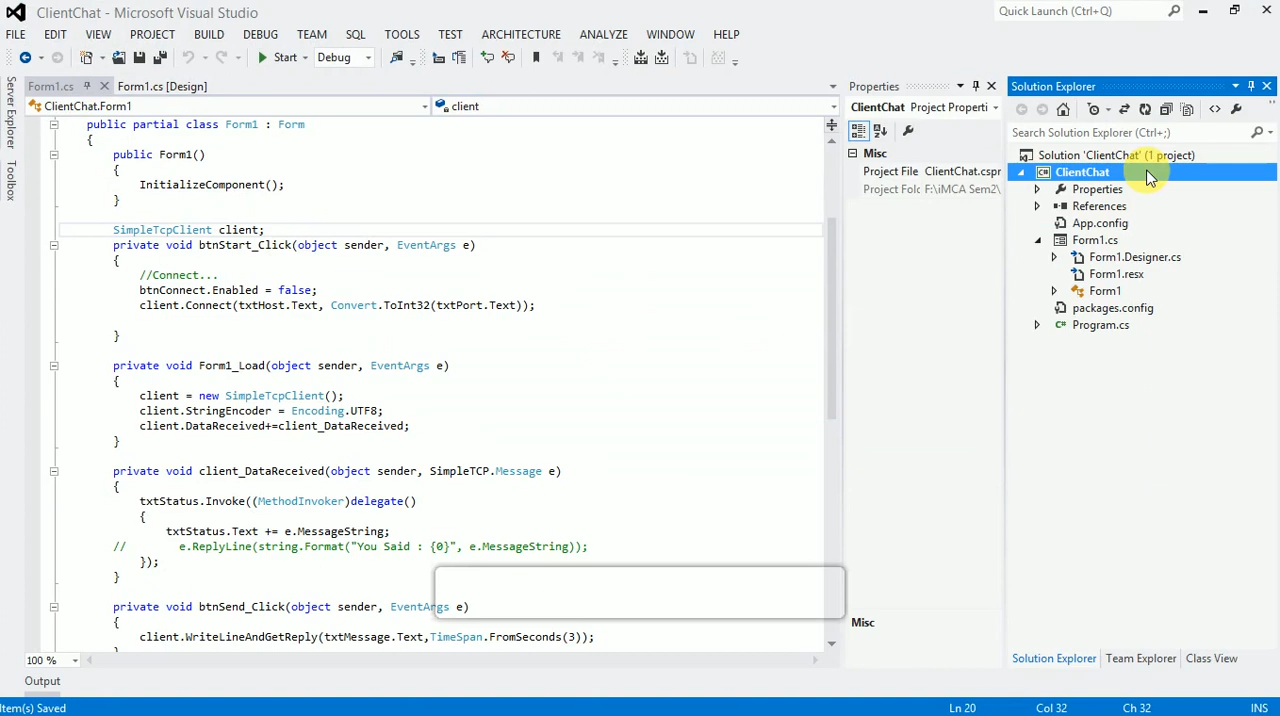 ClientChat - Microsoft Visual Studio
Quick Launch (Ctrl+Q)
FILE EDIT VIEW PROJECT BUILD DEBUG TEAM SQL TOOLS TEST ARCHITECTURE ANALYZE WINDOW HELP
Start Debug
Server Explorer
Toolbox
Form1.cs Form1.cs [Design]
ClientChat.Form1 client
public partial class Form1 : Form
{
public Form1()
{
InitializeComponent();
}
SimpleTcpClient client;
private void btnStart_Click(object sender, EventArgs e)
{
//Connect...
btnConnect.Enabled = false;
client.Connect(txtHost.Text, Convert.ToInt32(txtPort.Text));
}
private void Form1_Load(object sender, EventArgs e)
{
client = new SimpleTcpClient();
client.StringEncoder = Encoding.UTF8;
client.DataReceived+=client_DataReceived;
}
private void client_DataReceived(object sender, SimpleTCP.Message e)
{
txtStatus.Invoke((MethodInvoker)delegate()
{
txtStatus.Text += e.MessageString;
// e.ReplyLine(string.Format("You Said : {0}", e.MessageString));
});
}
private void btnSend_Click(object sender, EventArgs e)
{
client.WriteLineAndGetReply(txtMessage.Text,TimeSpan.FromSeconds(3));
100 %
Output
Properties
ClientChat Project Properti
Misc
Project File ClientChat.cspr
Project Folc F:\iMCA Sem2\
Misc
Solution Explorer
Search Solution Explorer (Ctrl+;)
Solution 'ClientChat' (1 project)
ClientChat
Properties
References
App.config
Form1.cs
Form1.Designer.cs
Form1.resx
Form1
packages.config
Program.cs
Solution Explorer Team Explorer Class View
Item(s) Saved Ln 20 Col 32 Ch 32 INS